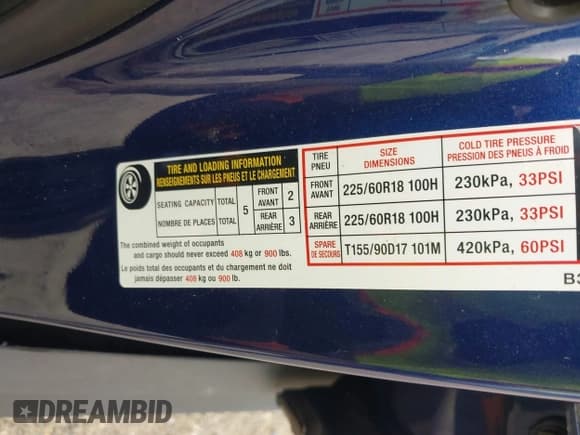 TIRE AND LOADING INFORMATION
RENSEIGNEMENTS SUR LES PNEUS ET LE CHARGEMENT
SEATING CAPACITY TOTAL 5 FRONT AVANT 2
NOMBRE DE PLACES TOTAL REAR ARRIÈRE 3
The combined weight of occupants
and cargo should never exceed 408 kg or 900 lbs.
Le poids total des occupants et du chargement ne doit
jamais dépasser 408 kg ou 900 lb.
TIRE PNEU SIZE DIMENSIONS COLD TIRE PRESSURE PRESSION DES PNEUS À FROID
FRONT AVANT 225/60R18 100H 230kPa, 33PSI
REAR ARRIÈRE 225/60R18 100H 230kPa, 33PSI
SPARE DE SECOURS T155/90D17 101M 420kPa, 60PSI
B3
DREAMBID